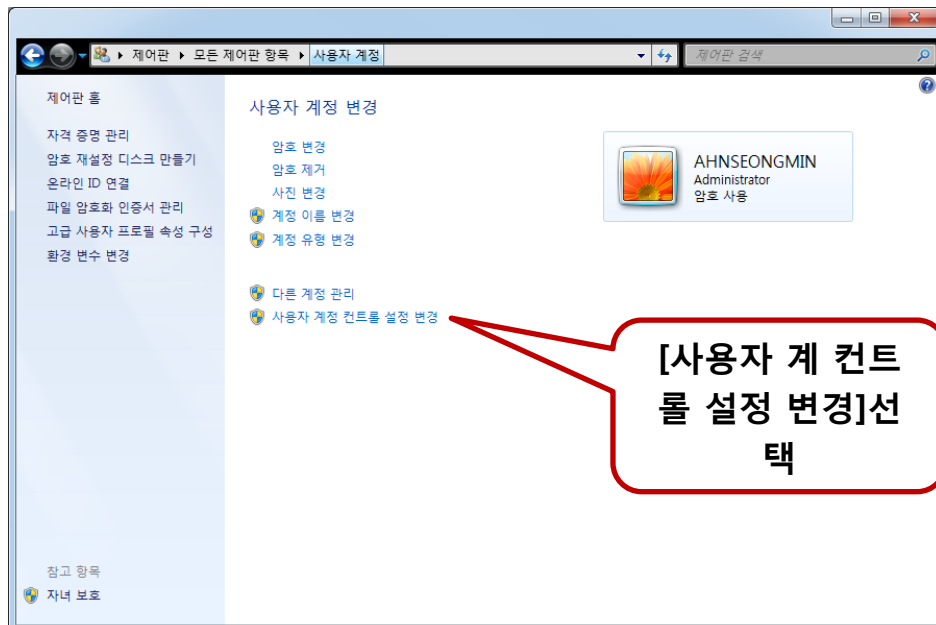 제어판 ▸ 모든 제어판 항목 ▸ 사용자 계정
제어판 검색
제어판 홈
자격 증명 관리
암호 재설정 디스크 만들기
온라인 ID 연결
파일 암호화 인증서 관리
고급 사용자 프로필 속성 구성
환경 변수 변경
참고 항목
자녀 보호
사용자 계정 변경
암호 변경
암호 제거
사진 변경
계정 이름 변경
계정 유형 변경
다른 계정 관리
사용자 계정 컨트롤 설정 변경
AHNSEONGMIN
Administrator
암호 사용
[사용자 계 컨트
롤 설정 변경]선
택